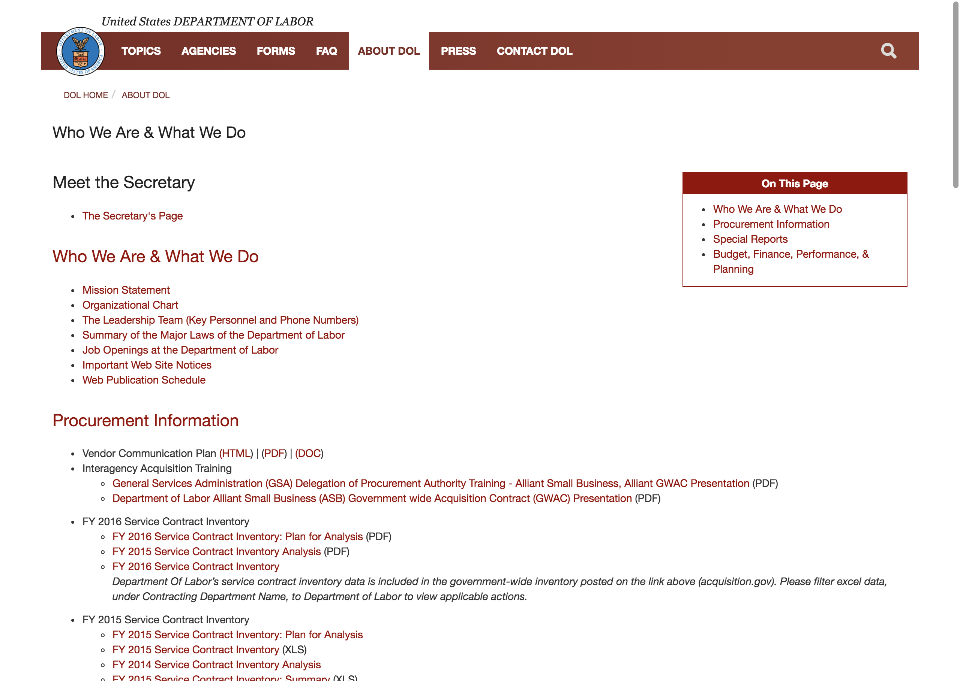 United States DEPARTMENT OF LABOR
TOPICS AGENCIES FORMS FAQ ABOUT DOL PRESS CONTACT DOL
DOL HOME / ABOUT DOL
Who We Are & What We Do
Meet the Secretary
• The Secretary's Page
Who We Are & What We Do
• Mission Statement
• Organizational Chart
• The Leadership Team (Key Personnel and Phone Numbers)
• Summary of the Major Laws of the Department of Labor
• Job Openings at the Department of Labor
• Important Web Site Notices
• Web Publication Schedule
On This Page
• Who We Are & What We Do
• Procurement Information
• Special Reports
• Budget, Finance, Performance, &
Planning
Procurement Information
• Vendor Communication Plan (HTML) | (PDF) | (DOC)
• Interagency Acquisition Training
◦ General Services Administration (GSA) Delegation of Procurement Authority Training - Alliant Small Business, Alliant GWAC Presentation (PDF)
◦ Department of Labor Alliant Small Business (ASB) Government wide Acquisition Contract (GWAC) Presentation (PDF)
• FY 2016 Service Contract Inventory
◦ FY 2016 Service Contract Inventory: Plan for Analysis (PDF)
◦ FY 2015 Service Contract Inventory Analysis (PDF)
◦ FY 2016 Service Contract Inventory
Department Of Labor's service contract inventory data is included in the government-wide inventory posted on the link above (acquisition.gov). Please filter excel data,
under Contracting Department Name, to Department of Labor to view applicable actions.
• FY 2015 Service Contract Inventory
◦ FY 2015 Service Contract Inventory: Plan for Analysis
◦ FY 2015 Service Contract Inventory (XLS)
◦ FY 2014 Service Contract Inventory Analysis
◦ FY 2015 Service Contract Inventory: Summary (XLS)